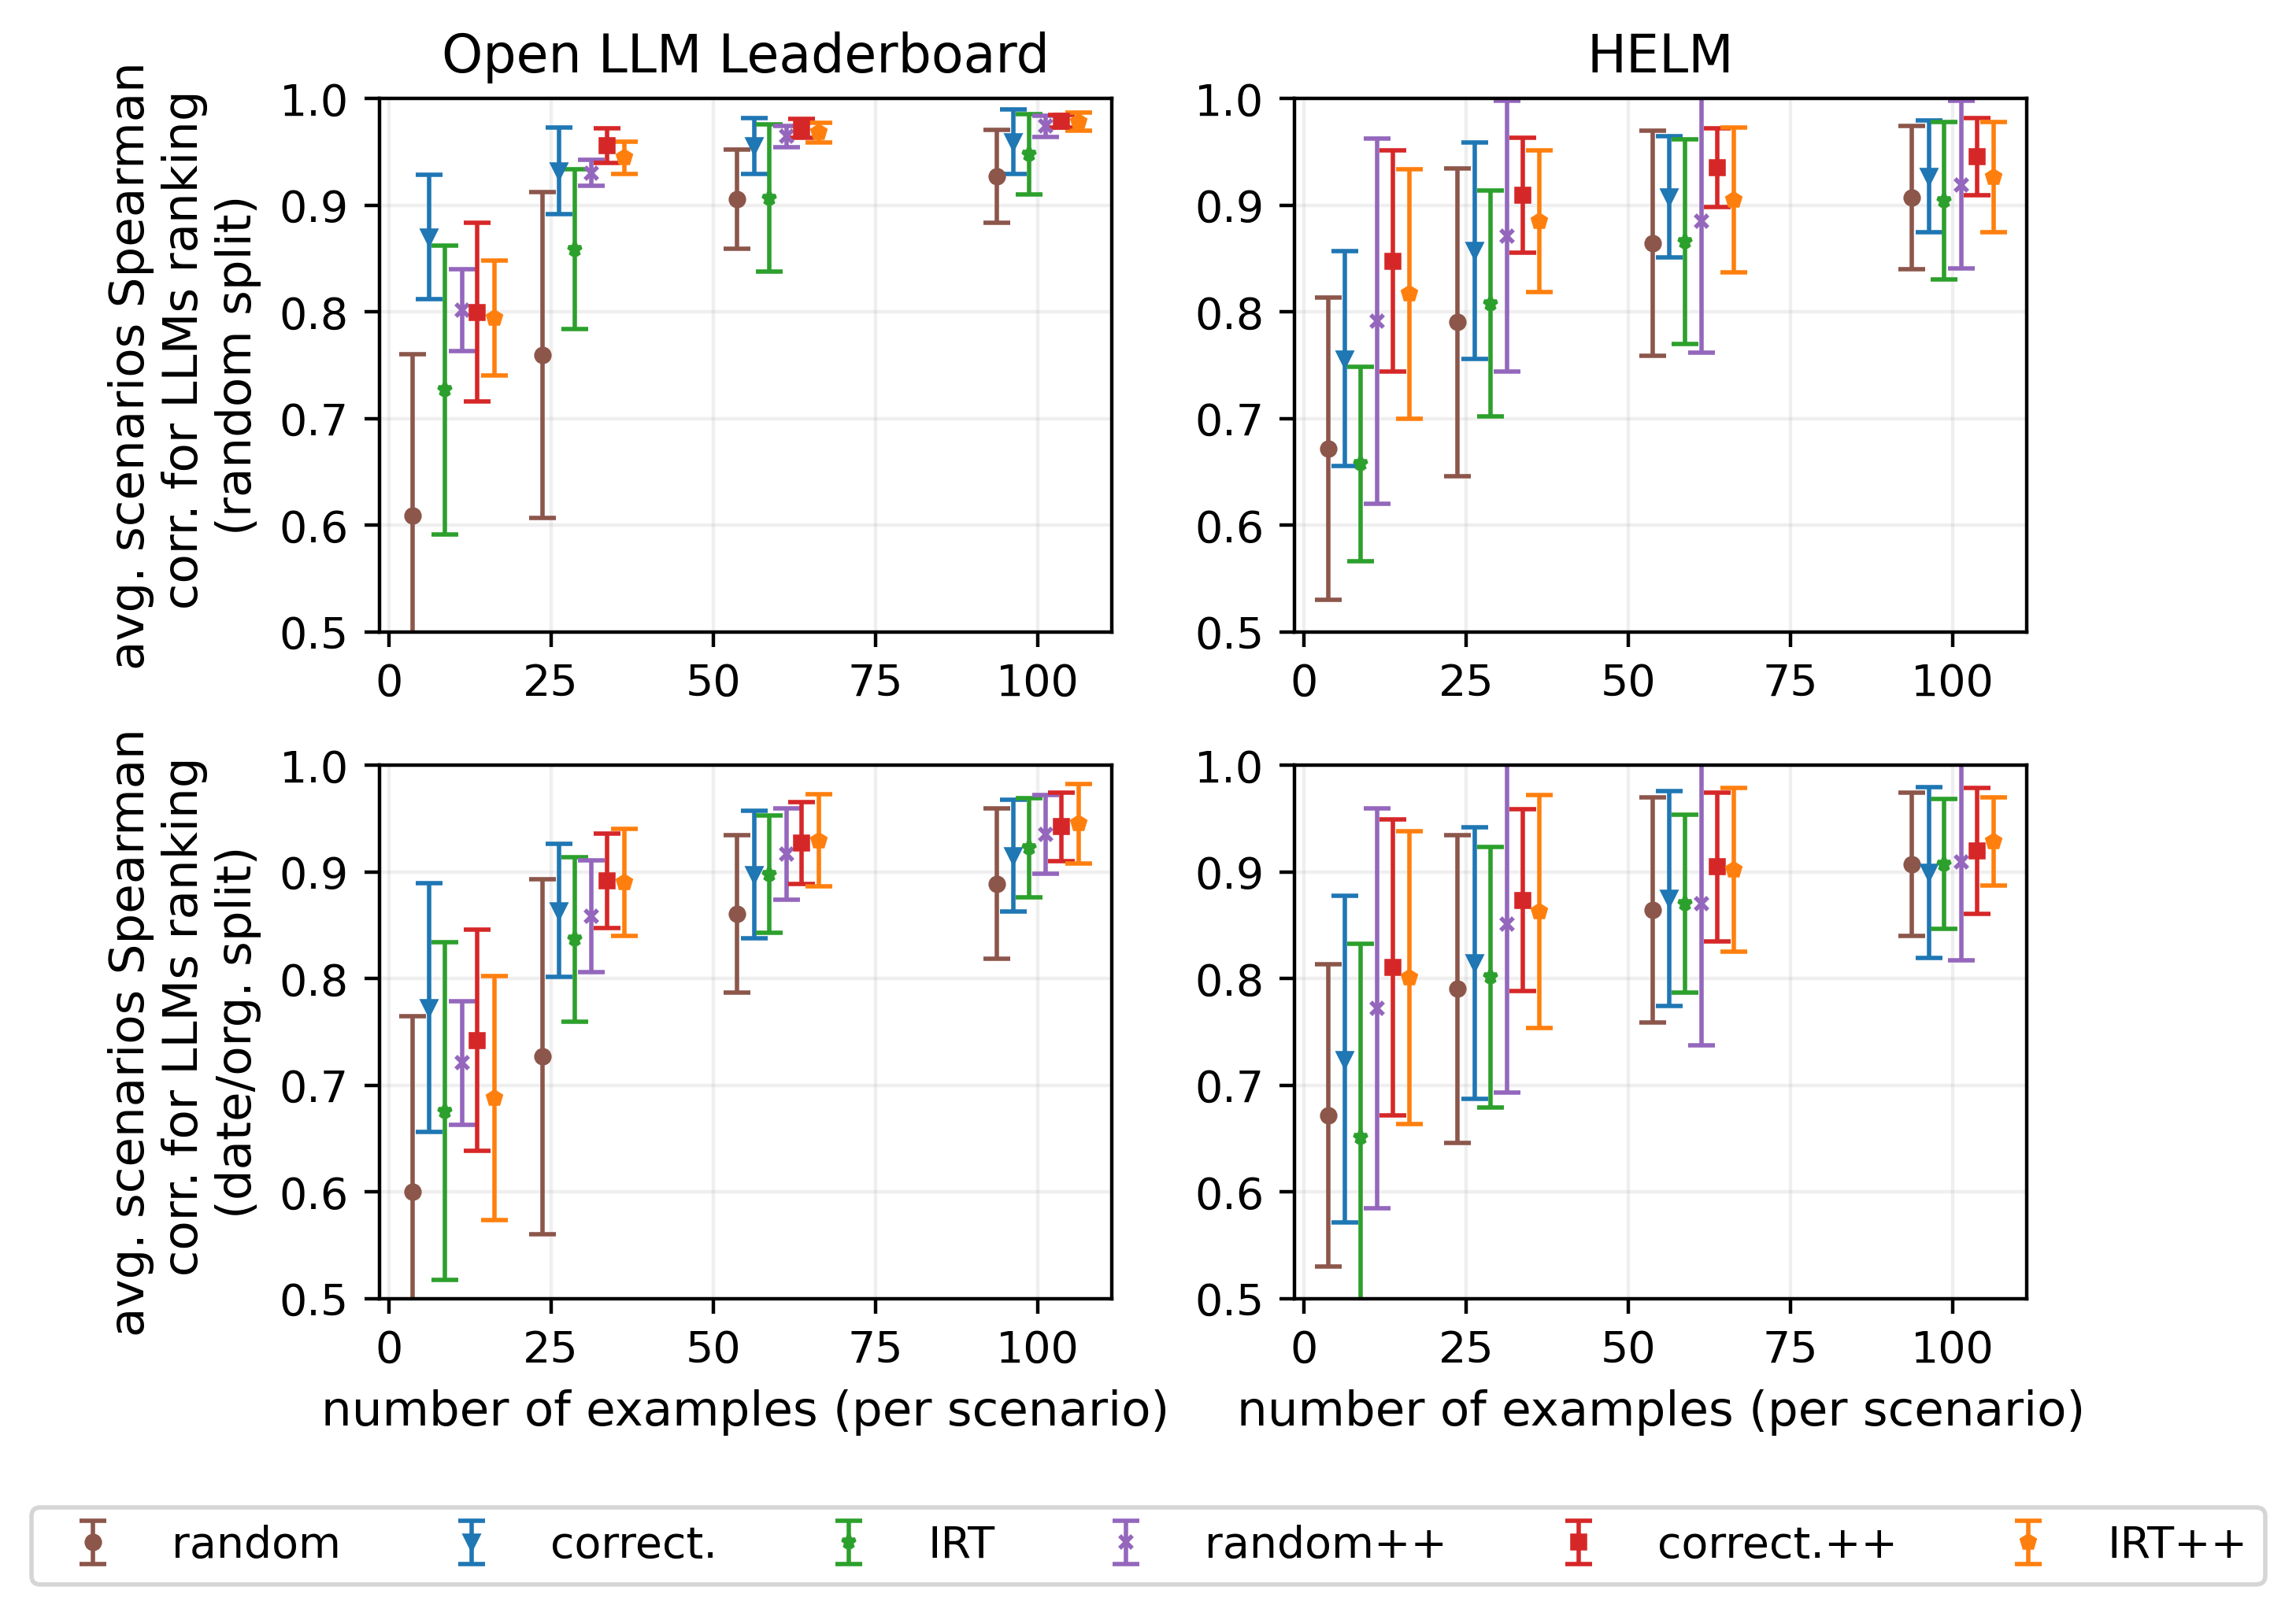 Open LLM Leaderboard
HELM
avg. scenarios Spearman
corr. for LLMs ranking
(random split)
1.0
0.9
0.8
0.7
0.6
0.5
0
25
50
75
100
1.0
0.9
0.8
0.7
0.6
0.5
0
25
50
75
100
avg. scenarios Spearman
corr. for LLMs ranking
(date/org. split)
1.0
0.9
0.8
0.7
0.6
0.5
0
25
50
75
100
number of examples (per scenario)
1.0
0.9
0.8
0.7
0.6
0.5
0
25
50
75
100
number of examples (per scenario)
random
correct.
IRT
random++
correct.++
IRT++